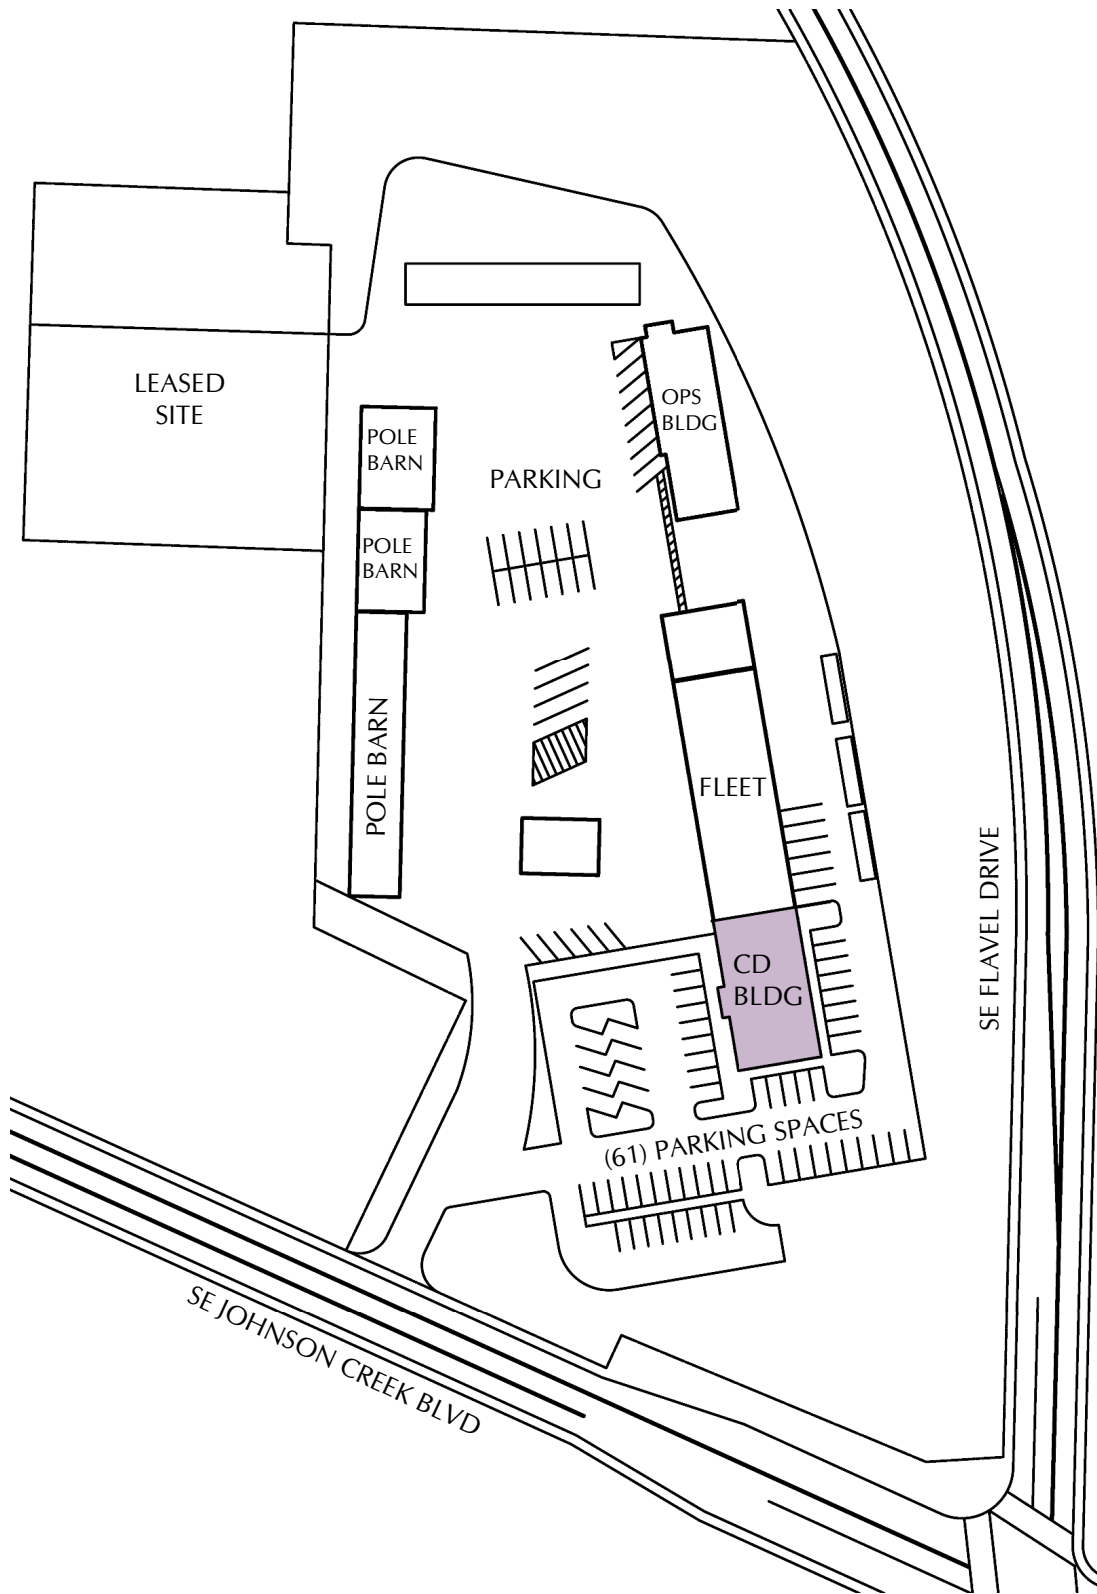 LEASED
SITE
POLE
BARN
OPS
BLDG
PARKING
POLE
BARN
POLE BARN
FLEET
SE FLAVEL DRIVE
CD
BLDG
(61) PARKING SPACES
SE JOHNSON CREEK BLVD